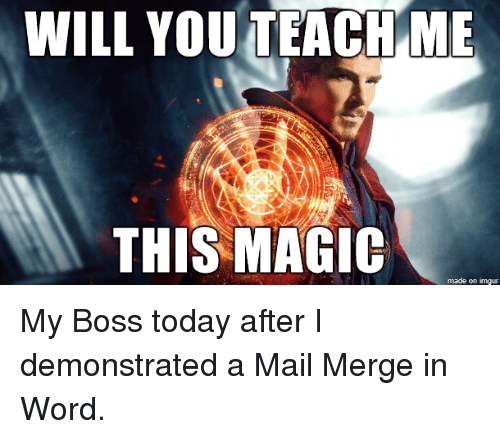 WILL YOU TEACH ME
THIS MAGIC
made on imgur
My Boss today after I
demonstrated a Mail Merge in
Word.